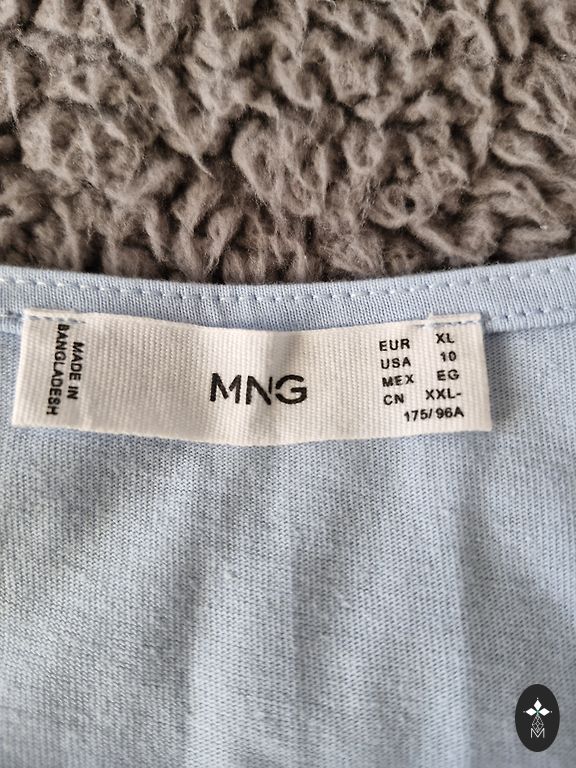 MADE IN
BANGLADESH
MNG
EUR XL
USA 10
MEX EG
CN XXL-
175/96A
M